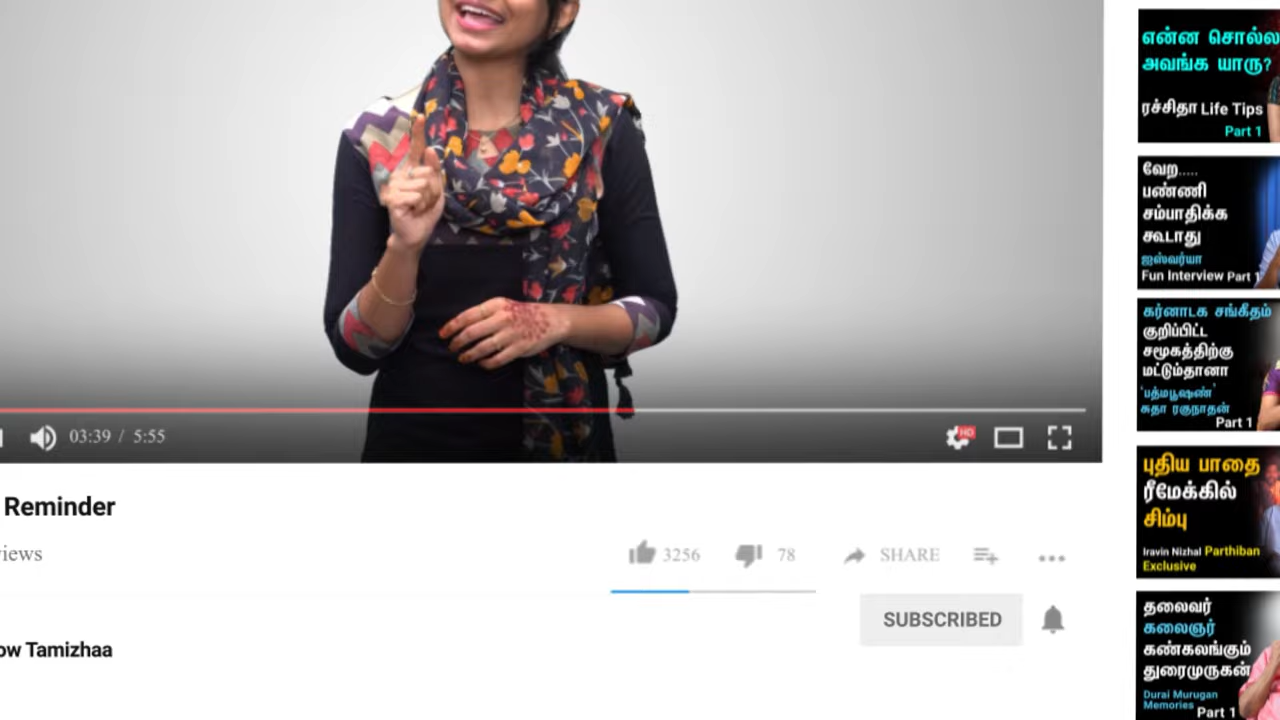 03:39 / 5:55
HD
Reminder
iews
3256
78
SHARE
SUBSCRIBED
ow Tamizhaa
என்ன சொல்ல
அவங்க யாரு?
ரச்சிதா Life Tips
Part 1
வேற.....
பண்ணி
சம்பாதிக்க
கூடாது
ஐஸ்வர்யா
Fun Interview Part 1
கர்னாடக சங்கீதம்
குறிப்பிட்ட
சமூகத்திற்கு
மட்டும்தானா
'பத்மபூஷண்'
சுதா ரகுநாதன்
Part 1
புதிய பாதை
ரீமேக்கில்
சிம்பு
Iravin Nizhal Parthiban
Exclusive
தலைவர்
கலைஞர்
கண்கலங்கும்
துரைமுருகன்
Durai Murugan
Memories Part 1